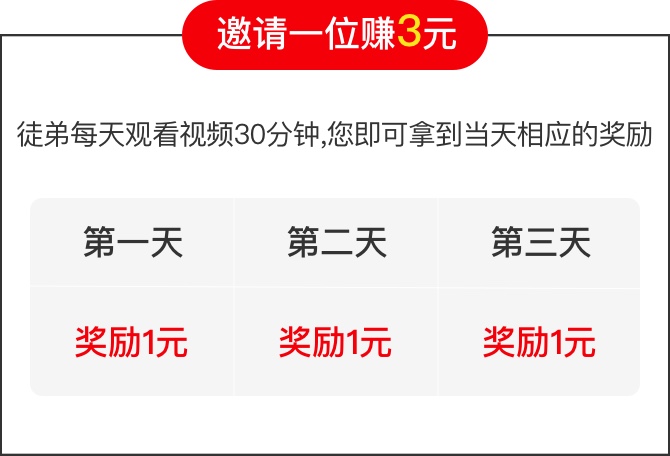 邀请一位赚3元
徒弟每天观看视频30分钟,您即可拿到当天相应的奖励
第一天 第二天 第三天
奖励1元 奖励1元 奖励1元